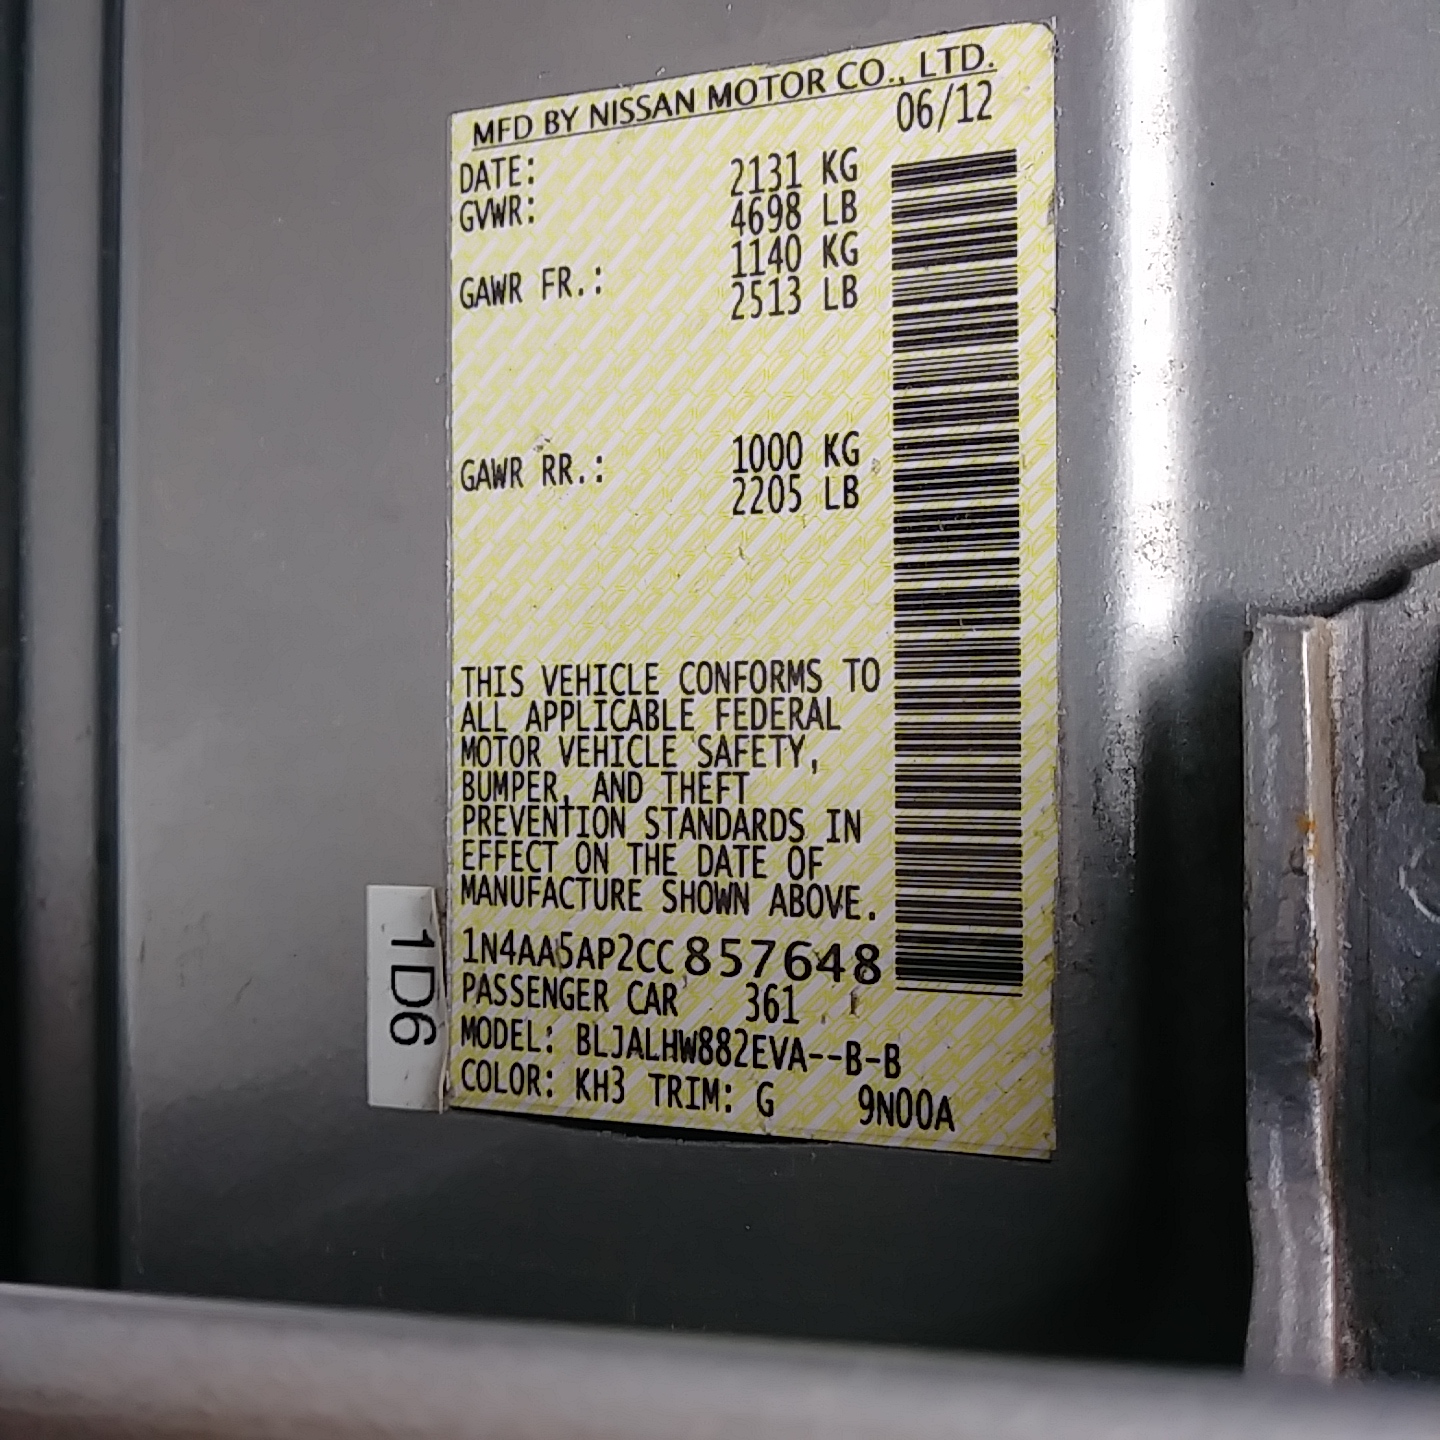 MFD BY NISSAN MOTOR CO., LTD.
DATE: 06/12
GVWR: 2131 KG
4698 LB
GAWR FR.: 1140 KG
2513 LB
GAWR RR.: 1000 KG
2205 LB
THIS VEHICLE CONFORMS TO
ALL APPLICABLE FEDERAL
MOTOR VEHICLE SAFETY,
BUMPER, AND THEFT
PREVENTION STANDARDS IN
EFFECT ON THE DATE OF
MANUFACTURE SHOWN ABOVE.
1N4AA5AP2CC857648
PASSENGER CAR 361
MODEL: BLJALHW882EVA--B-B
COLOR: KH3 TRIM: G 9N00A
1D6